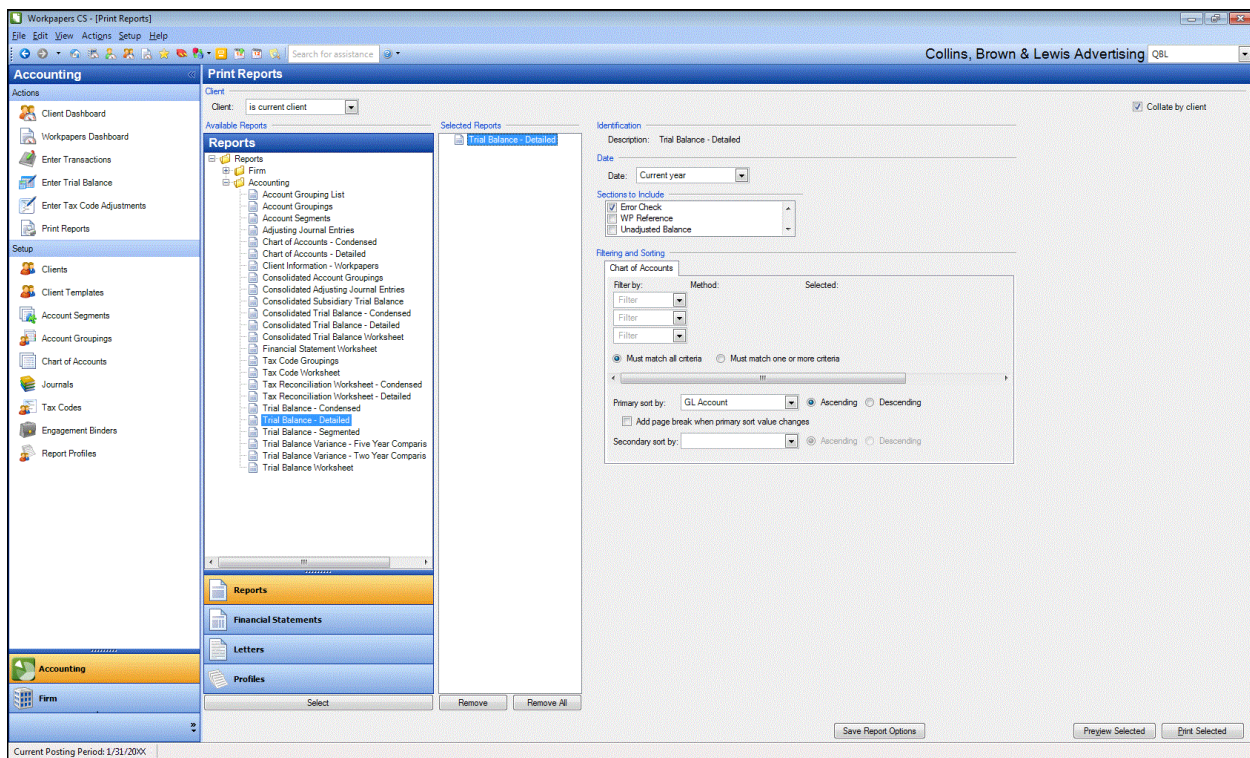 Workpapers CS - [Print Reports]
File Edit View Actions Setup Help
Search for assistance
Collins, Brown & Lewis Advertising QBL
Accounting
Actions
Client Dashboard
Workpapers Dashboard
Enter Transactions
Enter Trial Balance
Enter Tax Code Adjustments
Print Reports
Setup
Clients
Client Templates
Account Segments
Account Groupings
Chart of Accounts
Journals
Tax Codes
Engagement Binders
Report Profiles
Accounting
Firm
Print Reports
Client
Client: is current client
Collate by client
Available Reports
Reports
Reports
Firm
Accounting
Account Grouping List
Account Groupings
Account Segments
Adjusting Journal Entries
Chart of Accounts - Condensed
Chart of Accounts - Detailed
Client Information - Workpapers
Consolidated Account Groupings
Consolidated Adjusting Journal Entries
Consolidated Subsidiary Trial Balance
Consolidated Trial Balance - Condensed
Consolidated Trial Balance - Detailed
Consolidated Trial Balance Worksheet
Financial Statement Worksheet
Tax Code Groupings
Tax Code Worksheet
Tax Reconciliation Worksheet - Condensed
Tax Reconciliation Worksheet - Detailed
Trial Balance - Condensed
Trial Balance - Detailed
Trial Balance - Segmented
Trial Balance Variance - Five Year Comparis
Trial Balance Variance - Two Year Comparis
Trial Balance Worksheet
Reports
Financial Statements
Letters
Profiles
Select
Selected Reports
Trial Balance - Detailed
Remove Remove All
Identification
Description: Trial Balance - Detailed
Date
Date: Current year
Sections to Include
Error Check
WP Reference
Unadjusted Balance
Filtering and Sorting
Chart of Accounts
Filter by: Method: Selected:
Filter
Filter
Filter
Must match all criteria Must match one or more criteria
Primary sort by: GL Account Ascending Descending
Add page break when primary sort value changes
Secondary sort by: Ascending Descending
Save Report Options Preview Selected Print Selected
Current Posting Period: 1/31/20XX